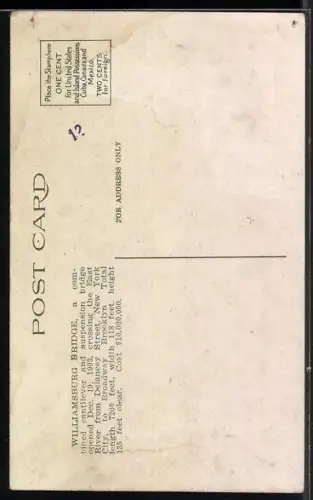 POST CARD
Place the Stamp here
ONE CENT
for United States
and Island Possessions
Cuba, Canada and
Mexico.
TWO CENTS
for Foreign.
FOR ADDRESS ONLY
WILLIAMSBURG BRIDGE, a com-
bined cantilever and suspension bridge
opened Dec. 19, 1903, crossing the East
River from Delancey Street, New York
City, to Broadway, Brooklyn. Total
length 7200 feet, width 118 feet, height
135 feet clear. Cost $10,000,000.